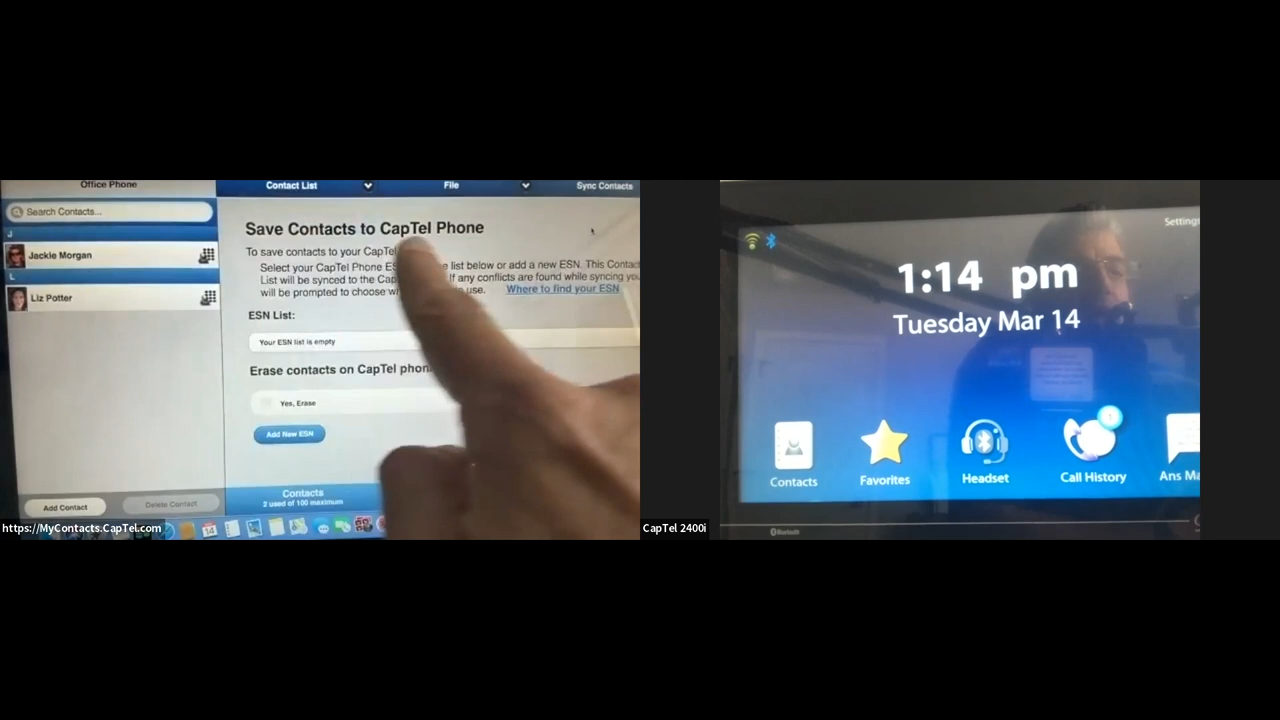 Office Phone
Contact List
File
Sync Contacts
Search Contacts...
J
Jackie Morgan
L
Liz Potter
Save Contacts to CapTel Phone
To save contacts to your CapTel
Select your CapTel Phone ES list below or add a new ESN. This Contac
List will be synced to the Cap If any conflicts are found while syncing you
will be prompted to choose wh use. Where to find your ESN
ESN List:
Your ESN list is empty
Erase contacts on CapTel phon
Yes, Erase
Add New ESN
Contacts
2 used of 100 maximum
Add Contact
Delete Contact
14
https://MyContacts.CapTel.com
Settings
1:14 pm
Tuesday Mar 14
1
Contacts
Favorites
Headset
Call History
Ans Ma
Bluetooth
CapTel 2400i